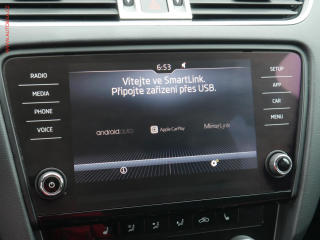 6:53
RADIO
MEDIA
PHONE
VOICE
Vítejte ve SmartLink.
Připojte zařízení přes USB.
androidauto
Apple CarPlay
MirrorLink
SETUP
APP
CAR
MENU